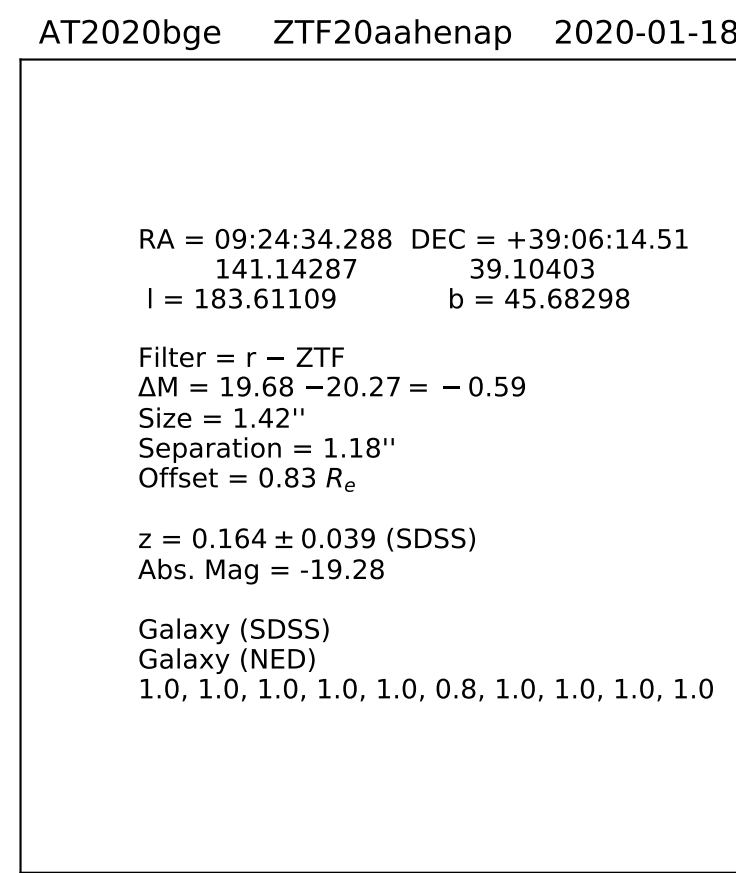 AT2020bge ZTF20aahenap 2020-01-18
RA = 09:24:34.288 DEC = +39:06:14.51
141.14287 39.10403
l = 183.61109 b = 45.68298
Filter = r − ZTF
ΔM = 19.68 −20.27 = − 0.59
Size = 1.42''
Separation = 1.18''
Offset = 0.83 Rₑ
z = 0.164 ± 0.039 (SDSS)
Abs. Mag = -19.28
Galaxy (SDSS)
Galaxy (NED)
1.0, 1.0, 1.0, 1.0, 1.0, 0.8, 1.0, 1.0, 1.0, 1.0